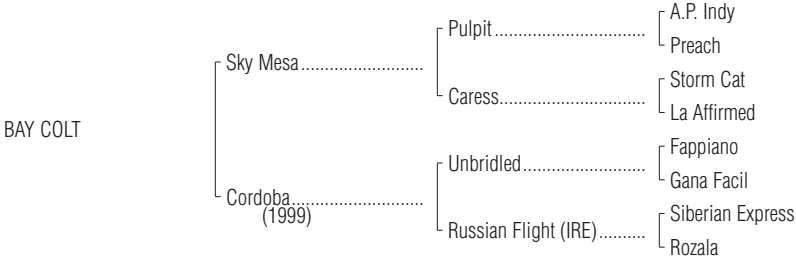 A.P. Indy
Pulpit..............................
Preach
Sky Mesa........................
Storm Cat
Caress.............................
La Affirmed
BAY COLT
Fappiano
Unbridled........................
Gana Facil
Cordoba..........................
(1999)
Siberian Express
Russian Flight (IRE)..........
Rozala